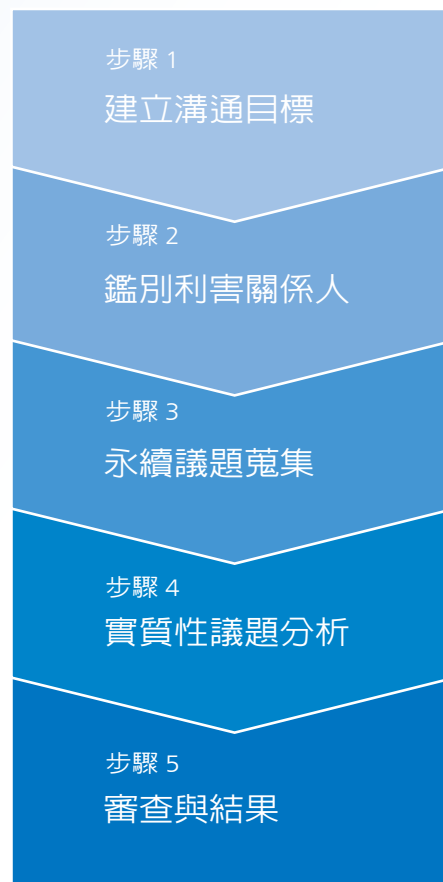 步驟 1
建立溝通目標
步驟 2
鑑別利害關係人
步驟 3
永續議題蒐集
步驟 4
實質性議題分析
步驟 5
審查與結果